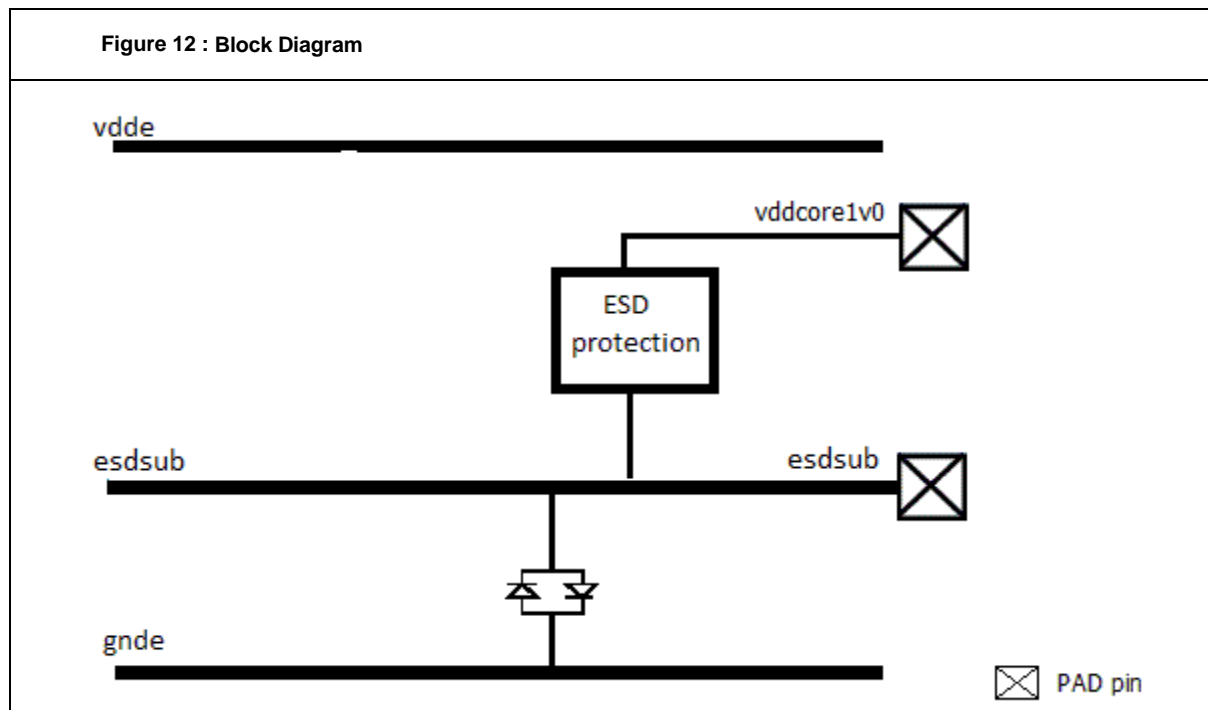 Figure 12 : Block Diagram
vdde
vddcore1v0
ESD
protection
esdsub
esdsub
gnde
PAD pin